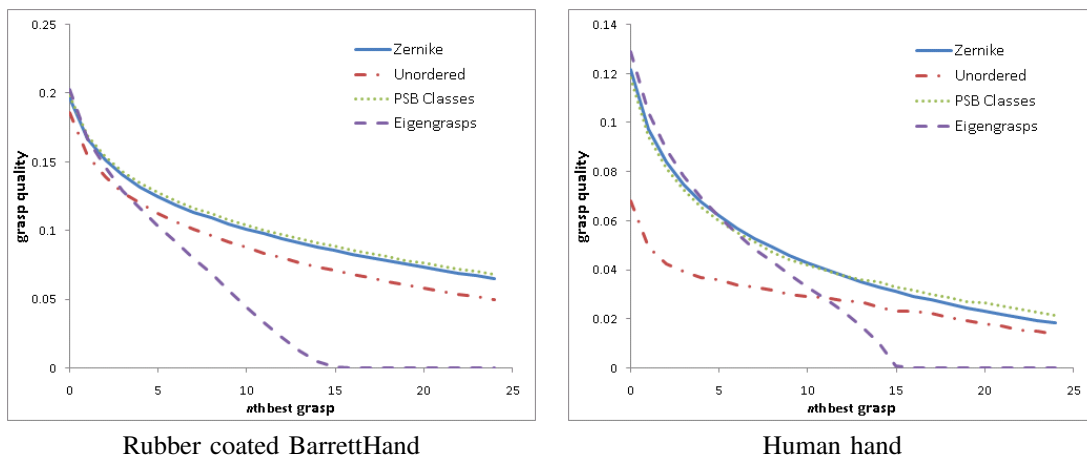 0.25
0.2
0.15
0.1
0.05
0
grasp quality
0 5 10 15 20 25
nth best grasp
Zernike
Unordered
PSB Classes
Eigengrasps
Rubber coated BarrettHand
0.14
0.12
0.1
0.08
0.06
0.04
0.02
0
grasp quality
0 5 10 15 20 25
nth best grasp
Zernike
Unordered
PSB Classes
Eigengrasps
Human hand